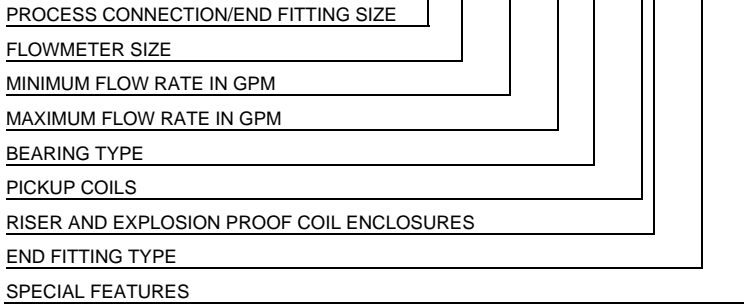 PROCESS CONNECTION/END FITTING SIZE
FLOWMETER SIZE
MINIMUM FLOW RATE IN GPM
MAXIMUM FLOW RATE IN GPM
BEARING TYPE
PICKUP COILS
RISER AND EXPLOSION PROOF COIL ENCLOSURES
END FITTING TYPE
SPECIAL FEATURES